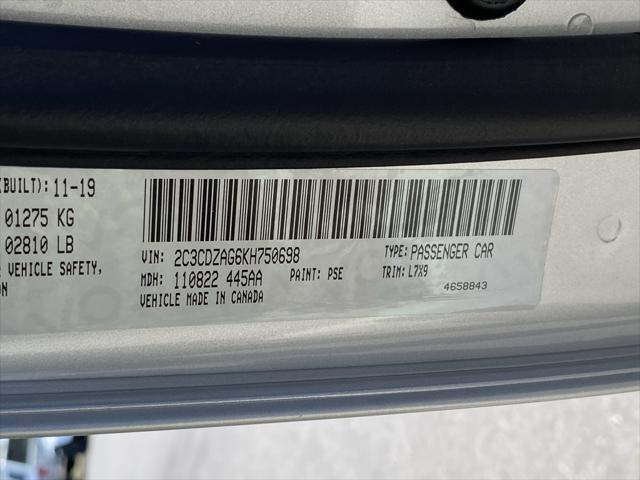 (BUILT): 11-19
01275 KG
02810 LB
VEHICLE SAFETY,
ON
VIN: 2C3CDZAG6KH750698
TYPE: PASSENGER CAR
MDH: 110822 445AA PAINT: PSE TRIM: L7X9
VEHICLE MADE IN CANADA
4658843